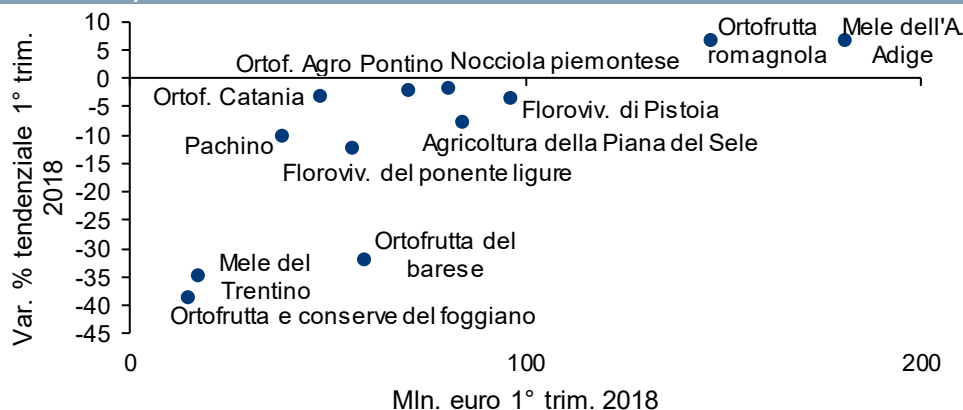 Var. % tendenziale 1° trim.
2018
10
5
0
-5
-10
-15
-20
-25
-30
-35
-40
-45
Ortofrutta
romagnola
Mele dell'A.
Adige
Ortof. Agro Pontino
Nocciola piemontese
Ortof. Catania
Floroviv. di Pistoia
Pachino
Agricoltura della Piana del Sele
Floroviv. del ponente ligure
Ortofrutta del
barese
Mele del
Trentino
Ortofrutta e conserve del foggiano
0
100
200
Mln. euro 1° trim. 2018